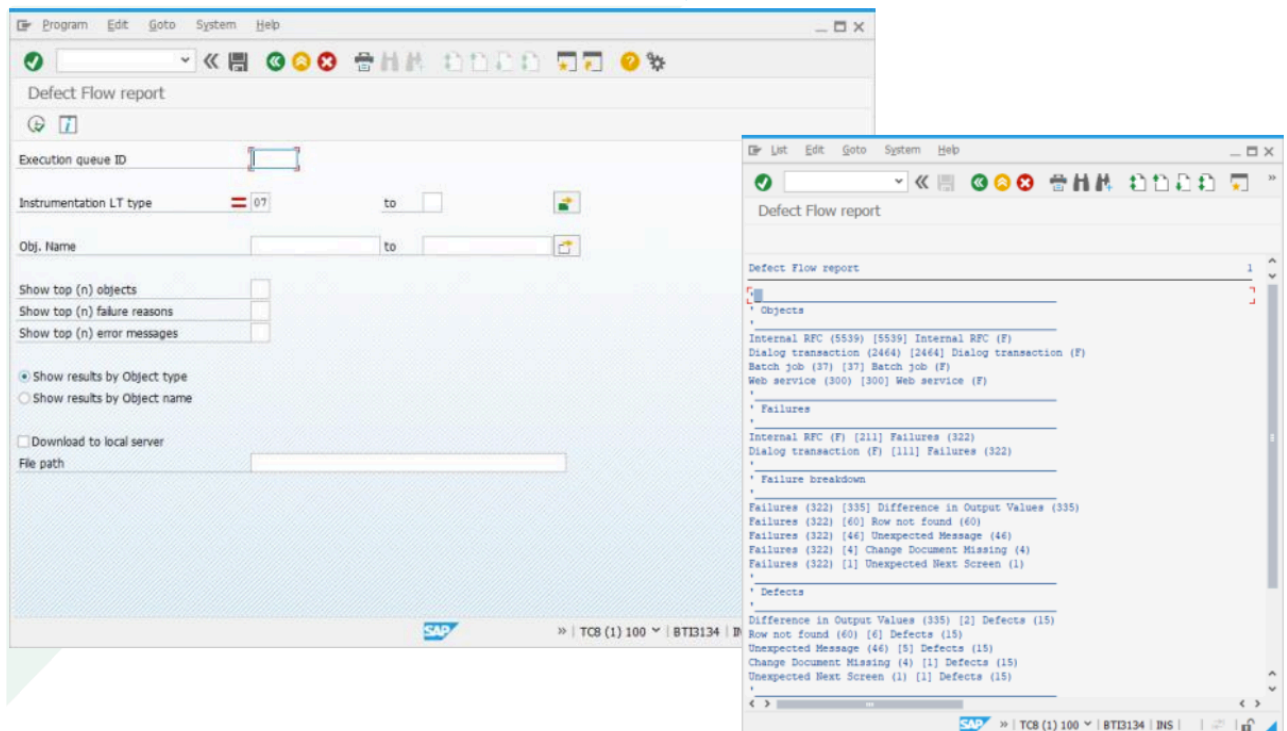 Program Edit Goto System Help
Defect Flow report
Execution queue ID
Instrumentation LT type 07 to
Obj. Name to
Show top (n) objects
Show top (n) failure reasons
Show top (n) error messages
Show results by Object type
Show results by Object name
Download to local server
File path
SAP » | TC8 (1) 100 | BTI3134 |
List Edit Goto System Help
»
Defect Flow report
Defect Flow report 1
'
' Objects
'
Internal RFC (5539) [5539] Internal RFC (F)
Dialog transaction (2464) [2464] Dialog transaction (F)
Batch job (37) [37] Batch job (F)
Web service (300) [300] Web service (F)
'
' Failures
'
Internal RFC (F) [211] Failures (322)
Dialog transaction (F) [111] Failures (322)
'
' Failure breakdown
'
Failures (322) [335] Difference in Output Values (335)
Failures (322) [60] Row not found (60)
Failures (322) [46] Unexpected Message (46)
Failures (322) [4] Change Document Missing (4)
Failures (322) [1] Unexpected Next Screen (1)
'
' Defects
'
Difference in Output Values (335) [2] Defects (15)
Row not found (60) [6] Defects (15)
Unexpected Message (46) [5] Defects (15)
Change Document Missing (4) [1] Defects (15)
Unexpected Next Screen (1) [1] Defects (15)
'
SAP » | TC8 (1) 100 | BTI3134 | INS |